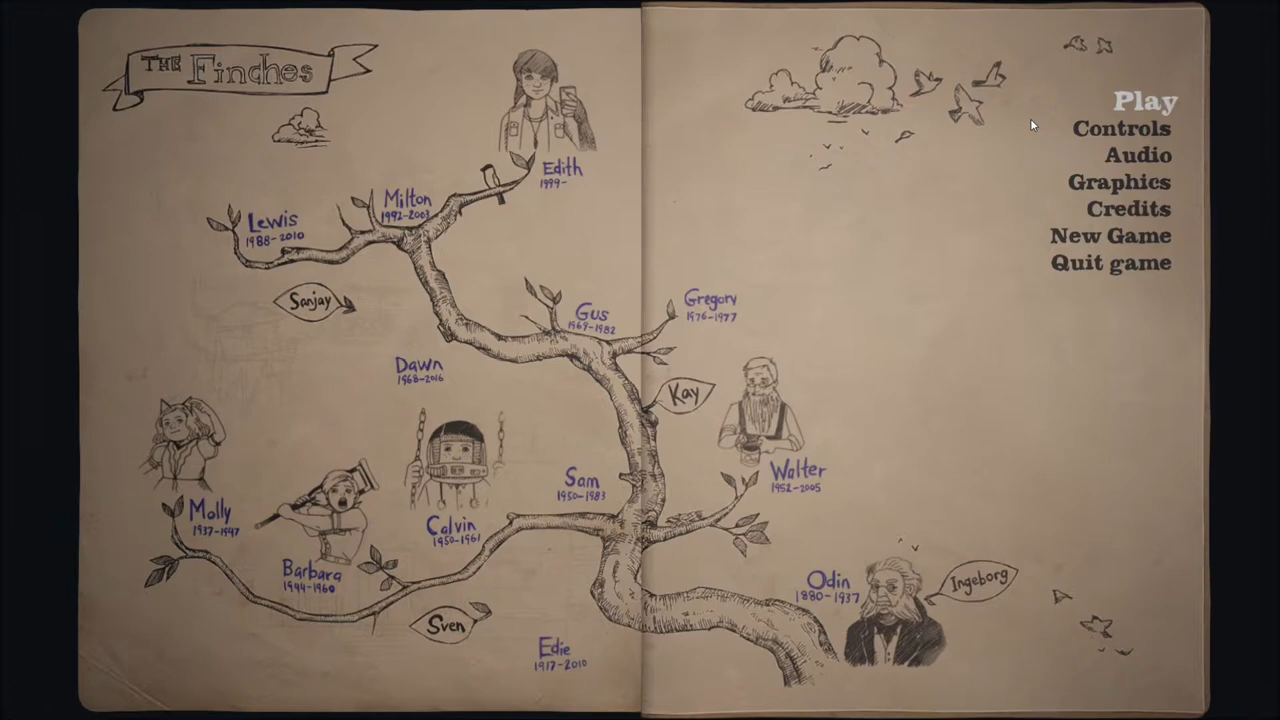 THE Finches
Edith
1999-
Milton
1992-2003
Lewis
1988-2010
Sanjay
Gus
1969-1982
Gregory
1976-1977
Dawn
1968-2016
Kay
Walter
1952-2005
Sam
1950-1983
Calvin
1950-1961
Molly
1937-1947
Barbara
1944-1960
Sven
Edie
1917-2010
Odin
1880-1937
Ingeborg
Play
Controls
Audio
Graphics
Credits
New Game
Quit game